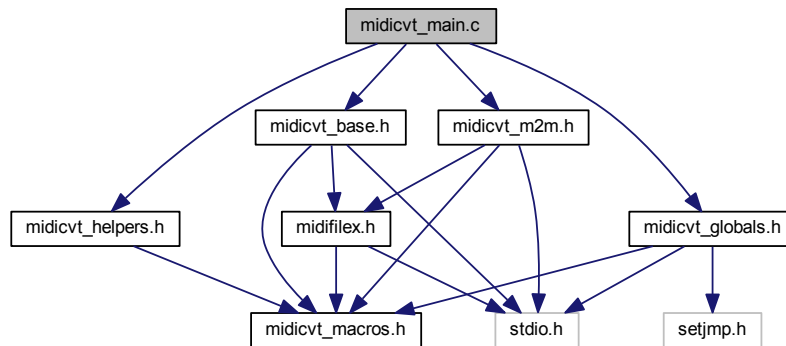 midicvt_main.c
midicvt_base.h
midicvt_m2m.h
midicvt_helpers.h
midifilex.h
midicvt_globals.h
midicvt_macros.h
stdio.h
setjmp.h